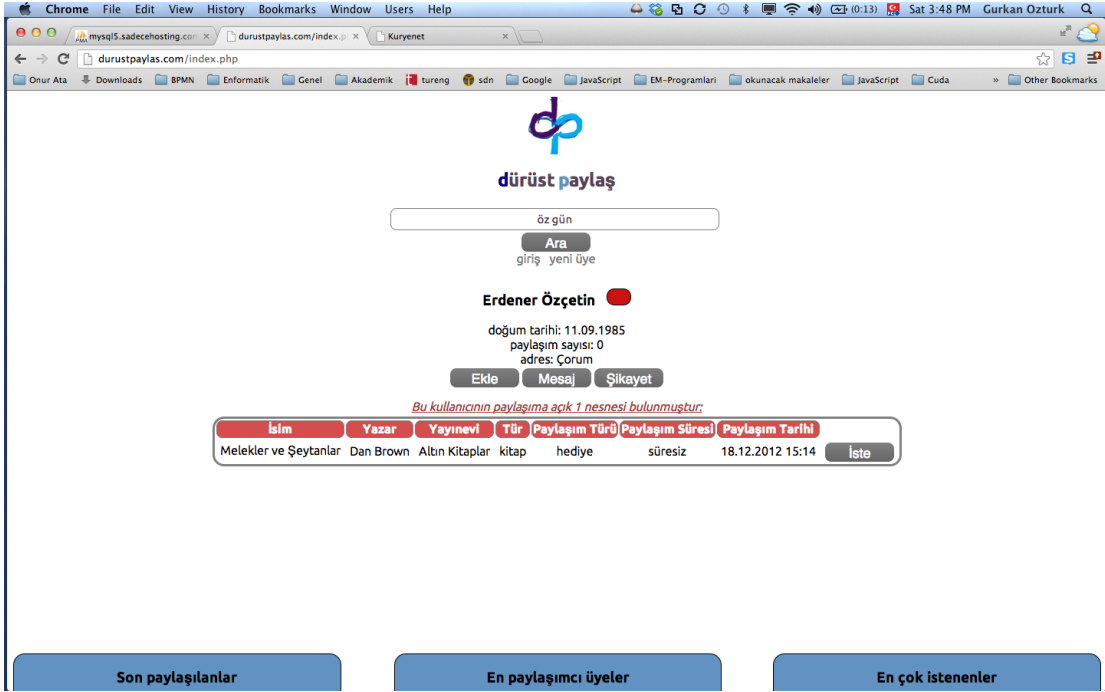 Chrome File Edit View History Bookmarks Window Users Help (0:13) Sat 3:48 PM Gurkan Ozturk
mysql5.sadecehosting.com durustpaylas.com/index.p Kuryenet
durustpaylas.com/index.php
Onur Ata Downloads BPMN Enformatik Genel Akademik tureng sdn Google JavaScript EM-Programlari okunacak makaleler JavaScript Cuda » Other Bookmarks
dp
dürüst paylaş
öz gün
Ara
giriş yeni üye
Erdener Özçetin
doğum tarihi: 11.09.1985
paylaşım sayısı: 0
adres: Çorum
Ekle Mesaj Şikayet
Bu kullanıcının paylaşıma açık 1 nesnesi bulunmuştur:
İsim Yazar Yayınevi Tür Paylaşım Türü Paylaşım Süresi Paylaşım Tarihi
Melekler ve Şeytanlar Dan Brown Altın Kitaplar kitap hediye süresiz 18.12.2012 15:14 İste
Son paylaşılanlar En paylaşımcı üyeler En çok istenenler